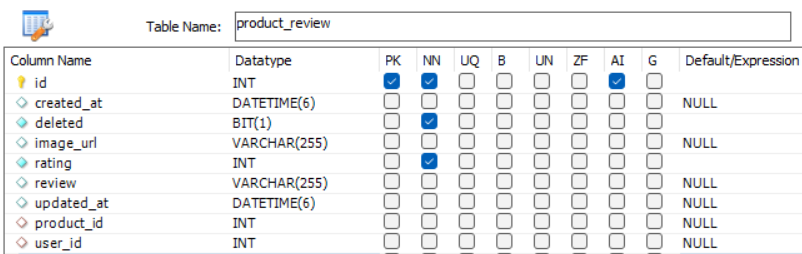 Table Name: product_review
Column Name Datatype PK NN UQ B UN ZF AI G Default/Expression
id INT
created_at DATETIME(6) NULL
deleted BIT(1)
image_url VARCHAR(255) NULL
rating INT
review VARCHAR(255) NULL
updated_at DATETIME(6) NULL
product_id INT NULL
user_id INT NULL